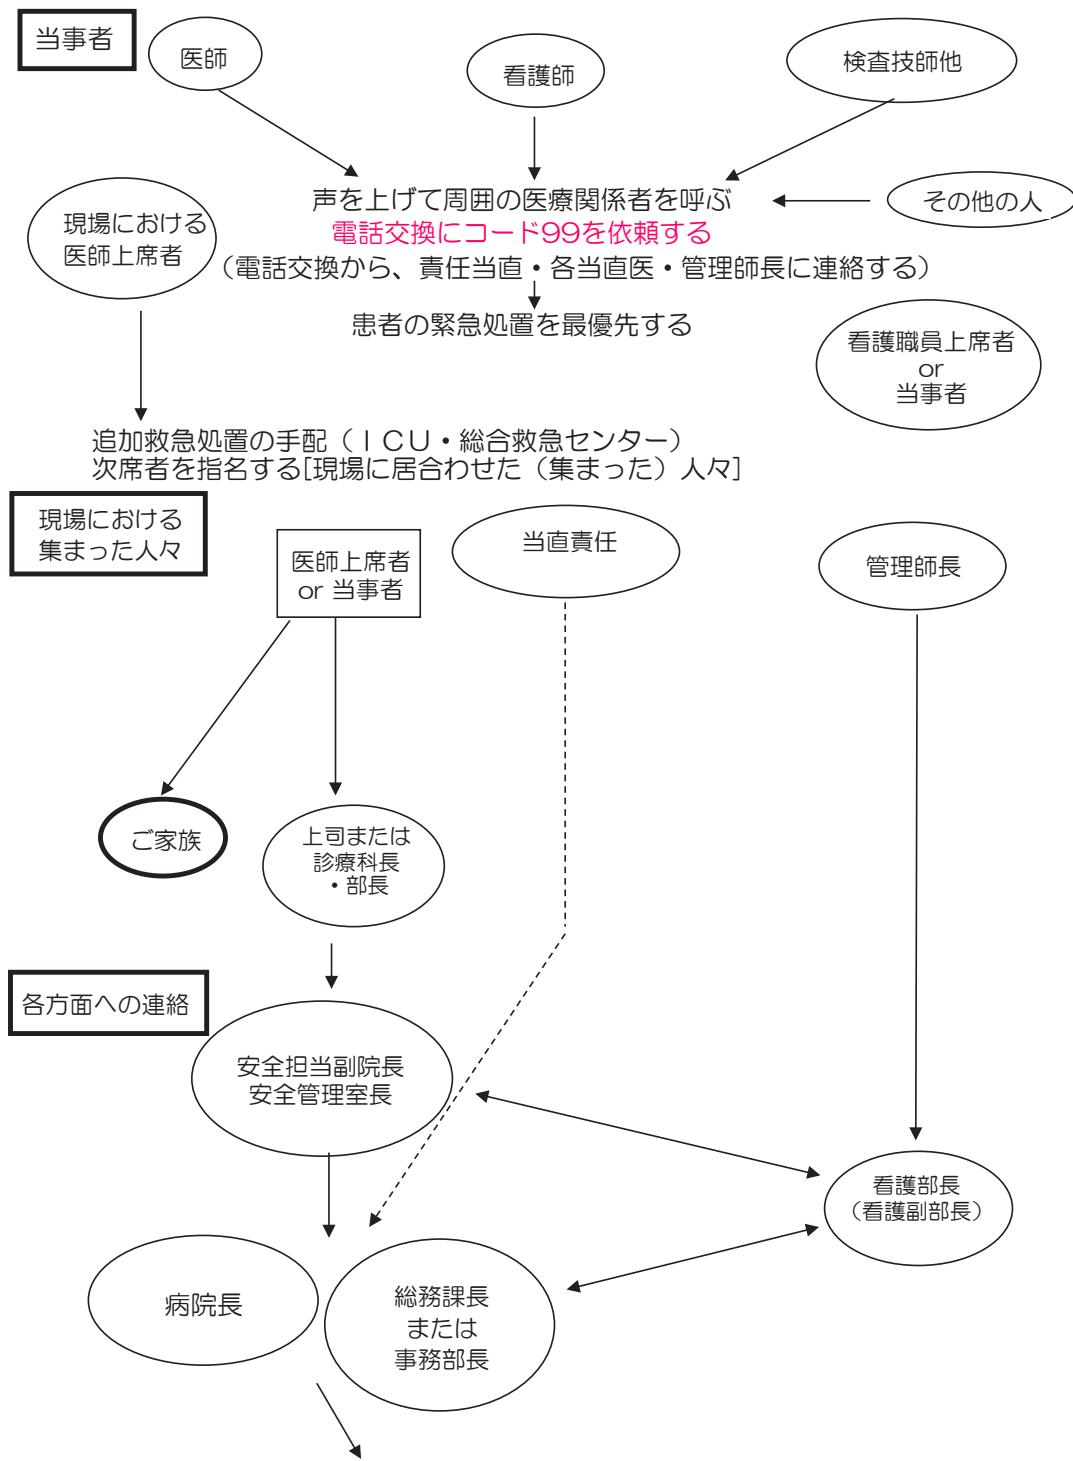 当事者
医師
看護師
検査技師他
声を上げて周囲の医療関係者を呼ぶ
その他の人
電話交換にコード99を依頼する
現場における
医師上席者
（電話交換から、責任当直・各当直医・管理師長に連絡する）
患者の緊急処置を最優先する
看護職員上席者
or
当事者
追加救急処置の手配（ＩＣＵ・総合救急センター）
次席者を指名する[現場に居合わせた（集まった）人々]
現場における
集まった人々
医師上席者
or 当事者
当直責任
管理師長
ご家族
上司または
診療科長
・部長
各方面への連絡
安全担当副院長
安全管理室長
看護部長
（看護副部長）
病院長
総務課長
または
事務部長